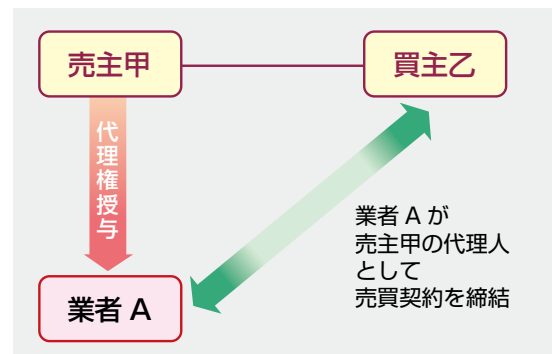 売主甲
買主乙
代理権授与
業者 A が
売主甲の代理人
として
売買契約を締結
業者 A